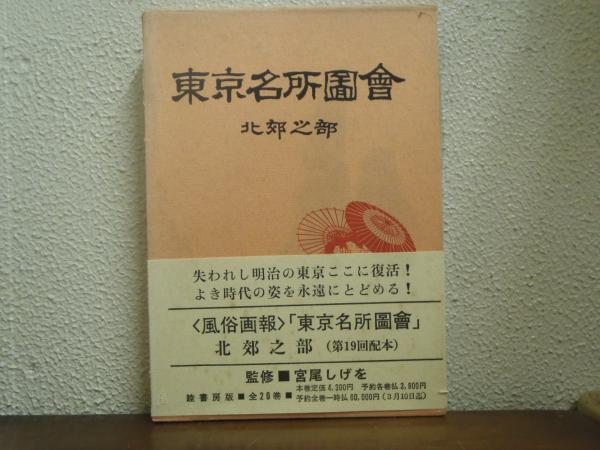 東京名所圖會
北郊之部
失われし明治の東京ここに復活！
よき時代の姿を永遠にとどめる！
〈風俗画報〉「東京名所圖會」
北郊之部（第19回配本）
監修■宮尾しげを
睦書房版■全20巻■
本巻定価4,300円 予約各巻払3,900円
予約全巻一時払60,000円（3月10日迄）